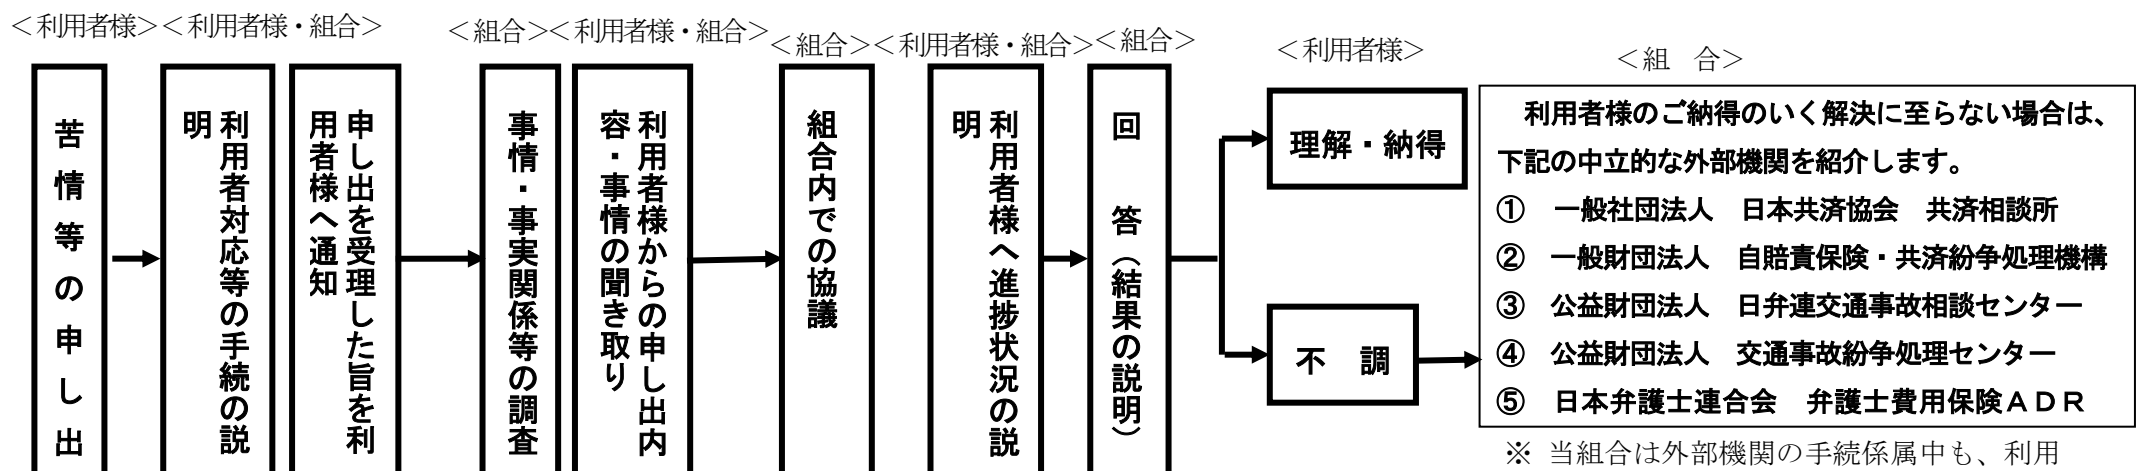 ＜利用者様＞＜利用者様・組合＞
＜組合＞＜利用者様・組合＞
＜組合＞＜利用者様・組合＞＜組合＞
＜利用者様＞
＜組　合＞
苦情等の申し出
利用者対応等の手続の説
明
申し出を受理した旨を利
用者様へ通知
事情・事実関係等の調査
利用者様からの申し出内
容・事情の聞き取り
組合内での協議
利用者様へ進捗状況の説
明
回　答（結果の説明）
理解・納得
不　調
利用者様のご納得のいく解決に至らない場合は、
下記の中立的な外部機関を紹介します。
①　一般社団法人　日本共済協会　共済相談所
②　一般財団法人　自賠責保険・共済紛争処理機構
③　公益財団法人　日弁連交通事故相談センター
④　公益財団法人　交通事故紛争処理センター
⑤　日本弁護士連合会　弁護士費用保険ＡＤＲ
※ 当組合は外部機関の手続係属中も、利用